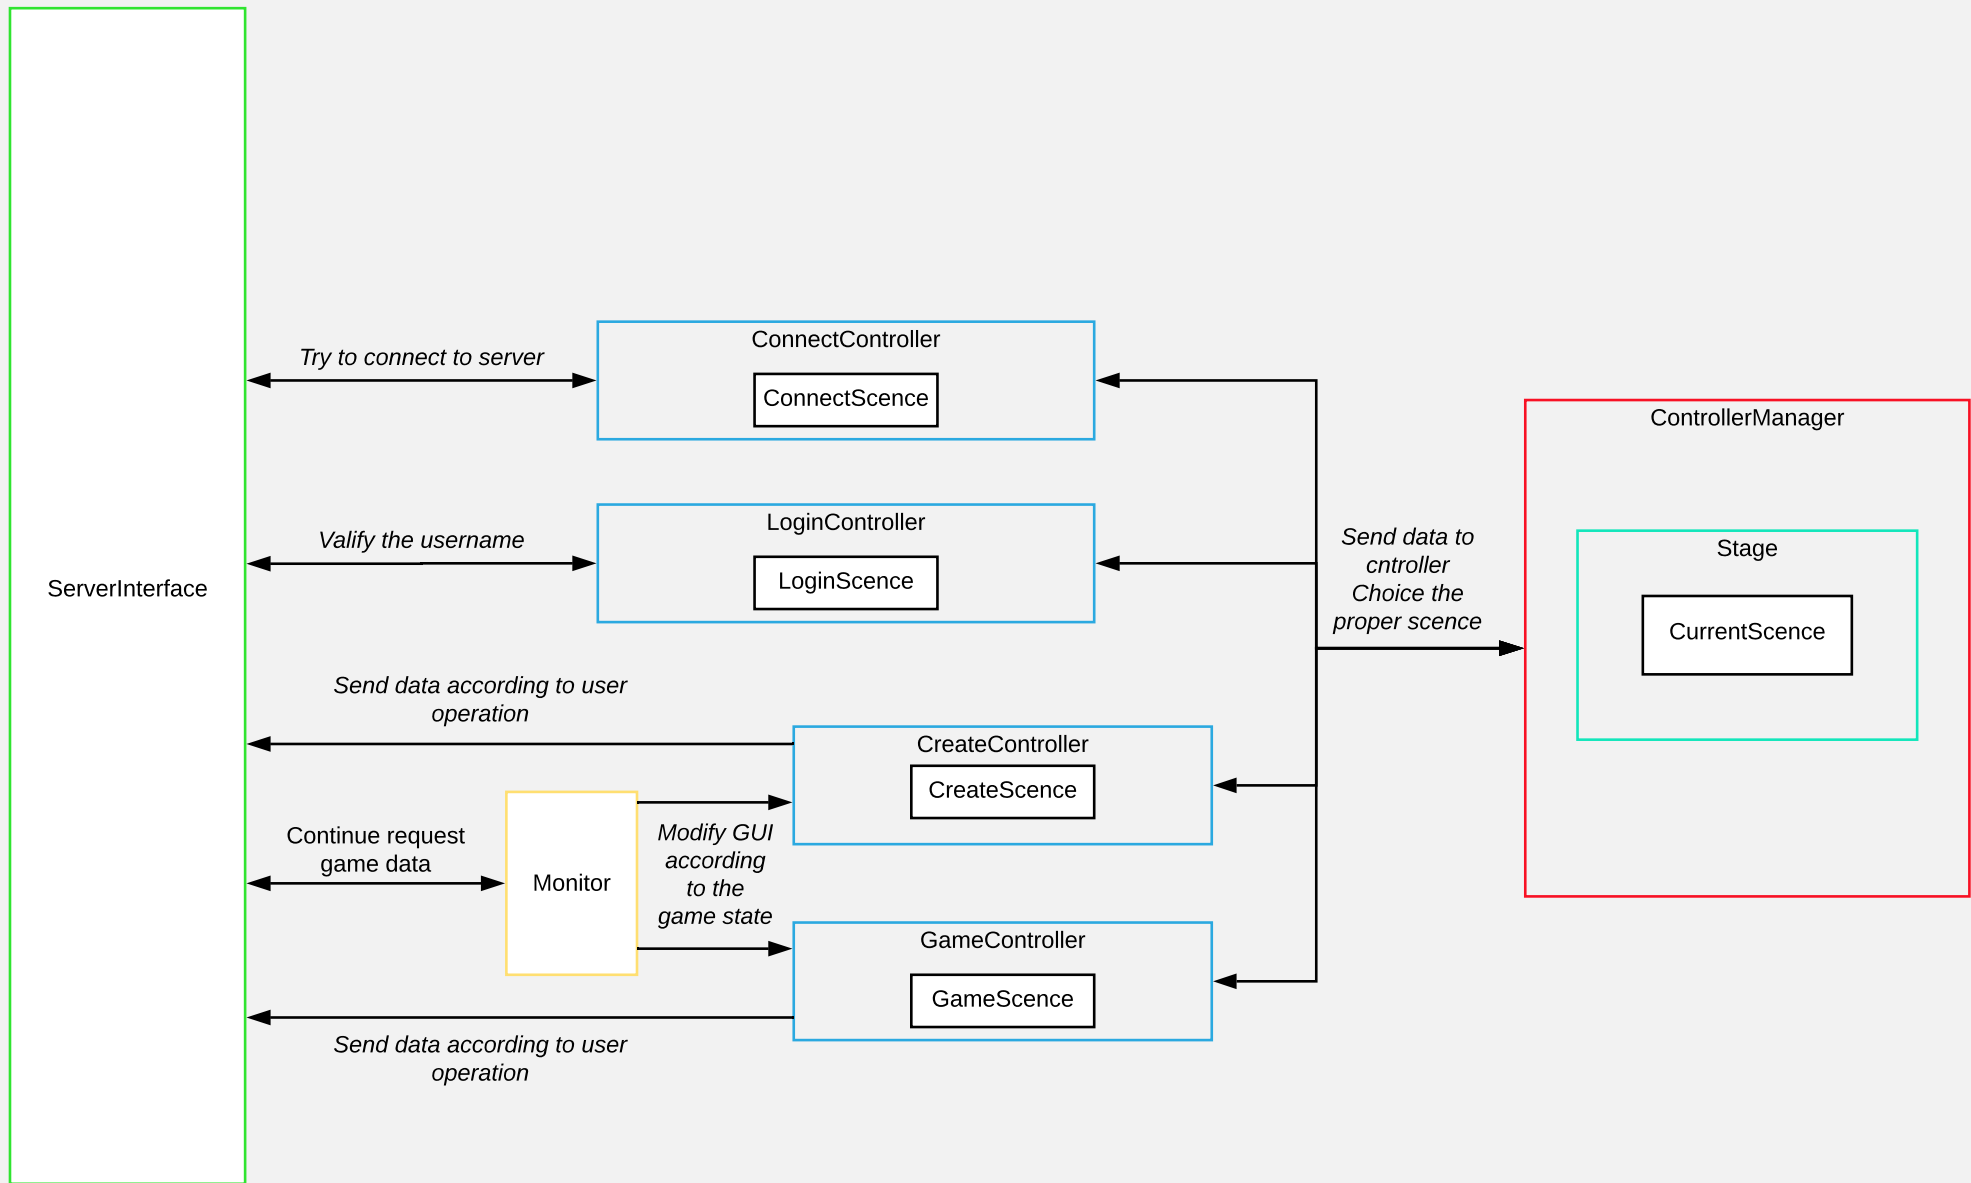 ServerInterface
Try to connect to server
ConnectController
ConnectScence
Valify the username
LoginController
LoginScence
Send data to
cntroller
Choice the
proper scence
ControllerManager
Stage
CurrentScence
Send data according to user
operation
CreateController
CreateScence
Continue request
game data
Monitor
Modify GUI
according
to the
game state
GameController
GameScence
Send data according to user
operation